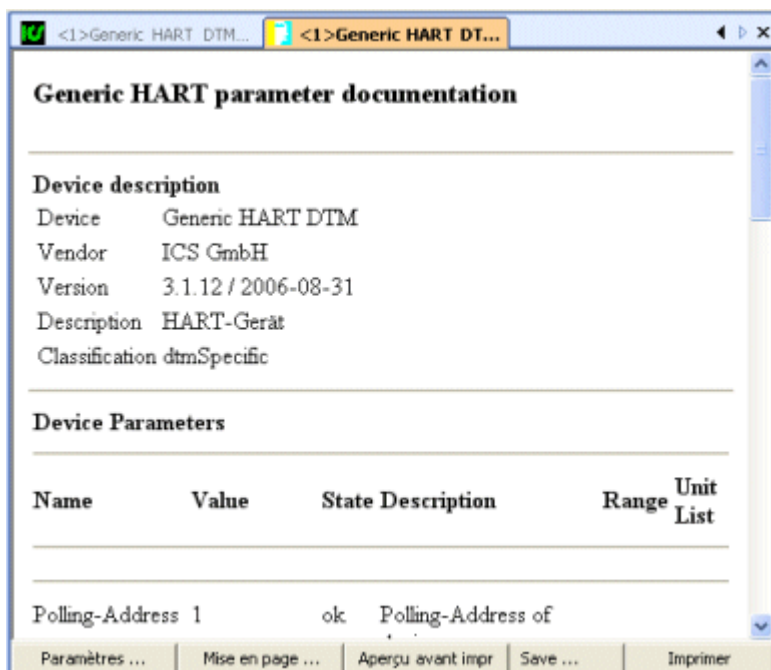 <1>Generic HART DTM... <1>Generic HART DT...
Generic HART parameter documentation
Device description
Device Generic HART DTM
Vendor ICS GmbH
Version 3.1.12 / 2006-08-31
Description HART-Gerät
Classification dtmSpecific
Device Parameters
Name Value State Description Range Unit List
Polling-Address 1 ok Polling-Address of
Paramètres ... Mise en page ... Aperçu avant impr Save ... Imprimer